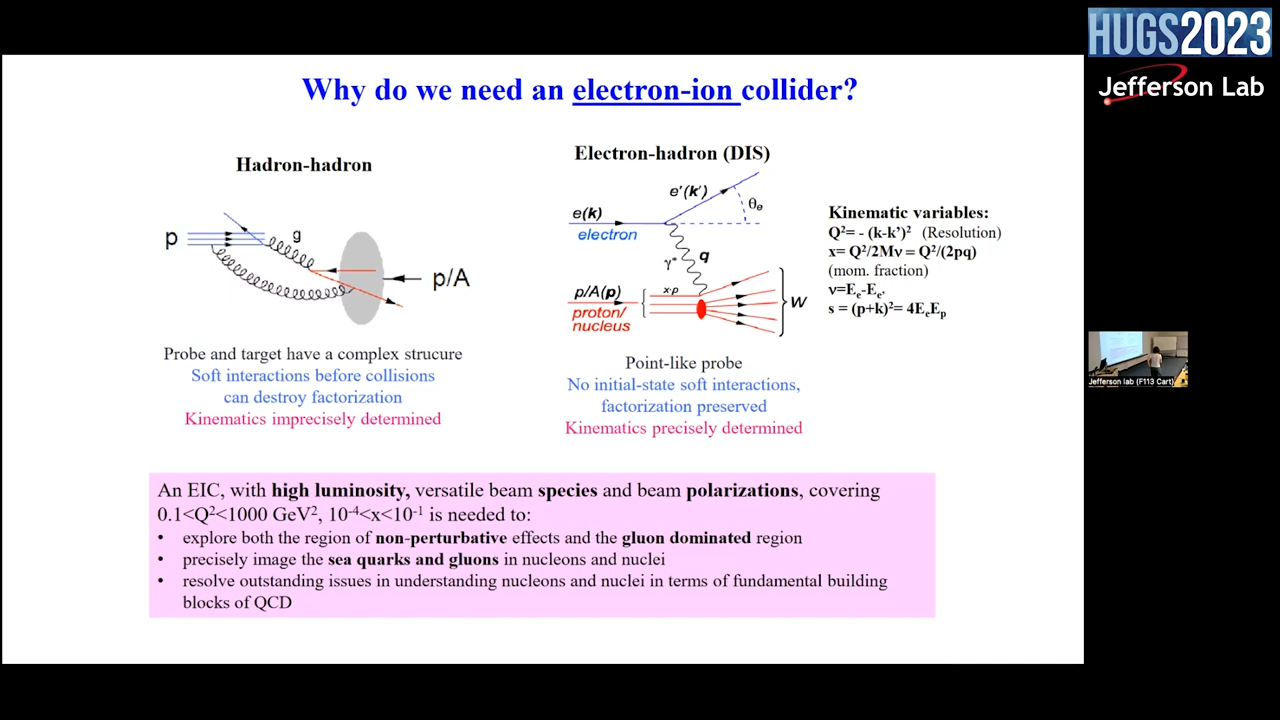 HUGS2023
Jefferson Lab
Why do we need an electron-ion collider?
Hadron-hadron
p
g
p/A
Probe and target have a complex strucure
Soft interactions before collisions
can destroy factorization
Kinematics imprecisely determined
Electron-hadron (DIS)
e'(k')
θe
e(k)
electron
γ*
q
p/A(p)
x·p
proton/
nucleus
W
Point-like probe
No initial-state soft interactions,
factorization preserved
Kinematics precisely determined
Kinematic variables:
Q²= - (k-k’)² (Resolution)
x= Q²/2Mν = Q²/(2pq)
(mom. fraction)
ν=Ee-Ee'
s = (p+k)²= 4EeEp
Jefferson lab (F113 Cart)
An EIC, with high luminosity, versatile beam species and beam polarizations, covering
0.1<Q²<1000 GeV², 10⁻⁴<x<10⁻¹ is needed to:
• explore both the region of non-perturbative effects and the gluon dominated region
• precisely image the sea quarks and gluons in nucleons and nuclei
• resolve outstanding issues in understanding nucleons and nuclei in terms of fundamental building
blocks of QCD